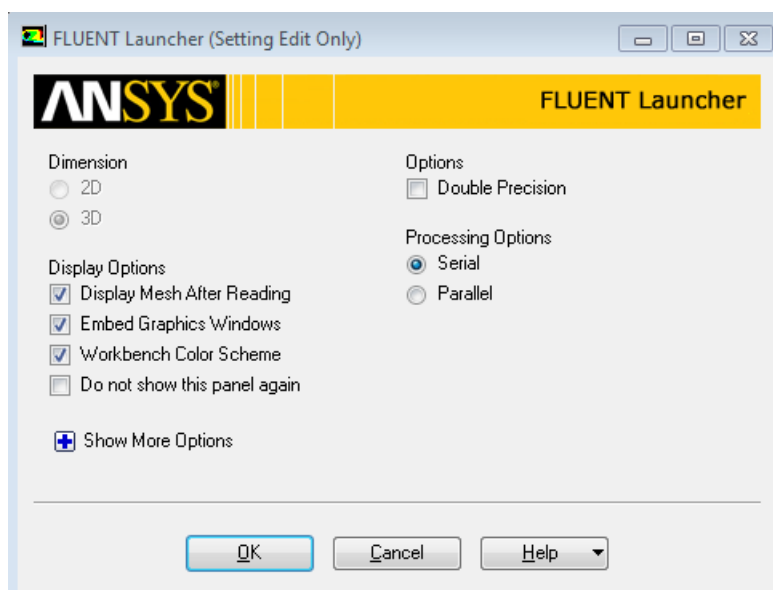 FLUENT Launcher (Setting Edit Only)
ANSYS®
FLUENT Launcher
Dimension
2D
3D
Display Options
Display Mesh After Reading
Embed Graphics Windows
Workbench Color Scheme
Do not show this panel again
Show More Options
Options
Double Precision
Processing Options
Serial
Parallel
OK
Cancel
Help